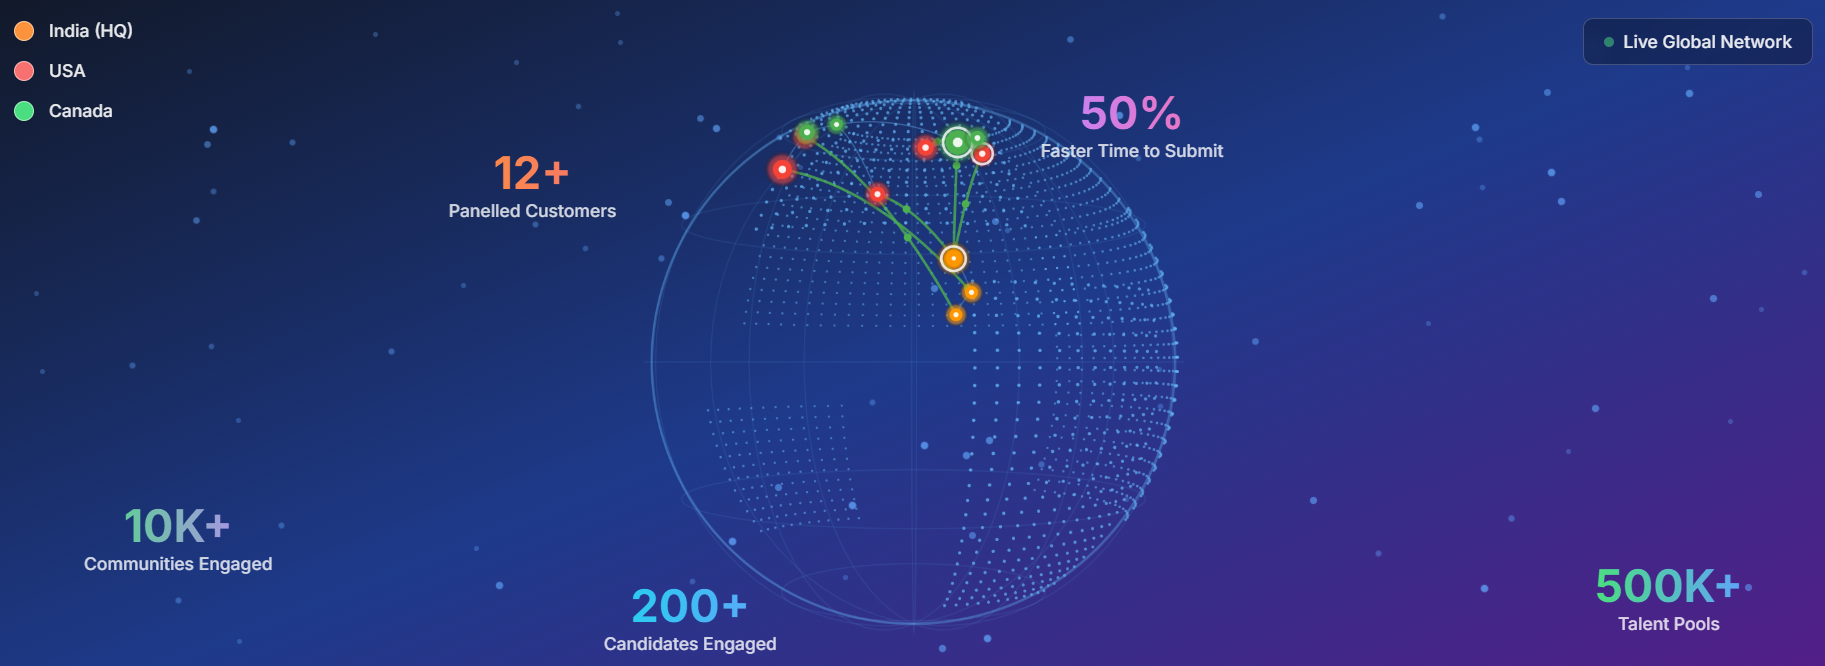 India (HQ)
USA
Canada
Live Global Network
50%
Faster Time to Submit
12+
Panelled Customers
10K+
Communities Engaged
200+
Candidates Engaged
500K+
Talent Pools